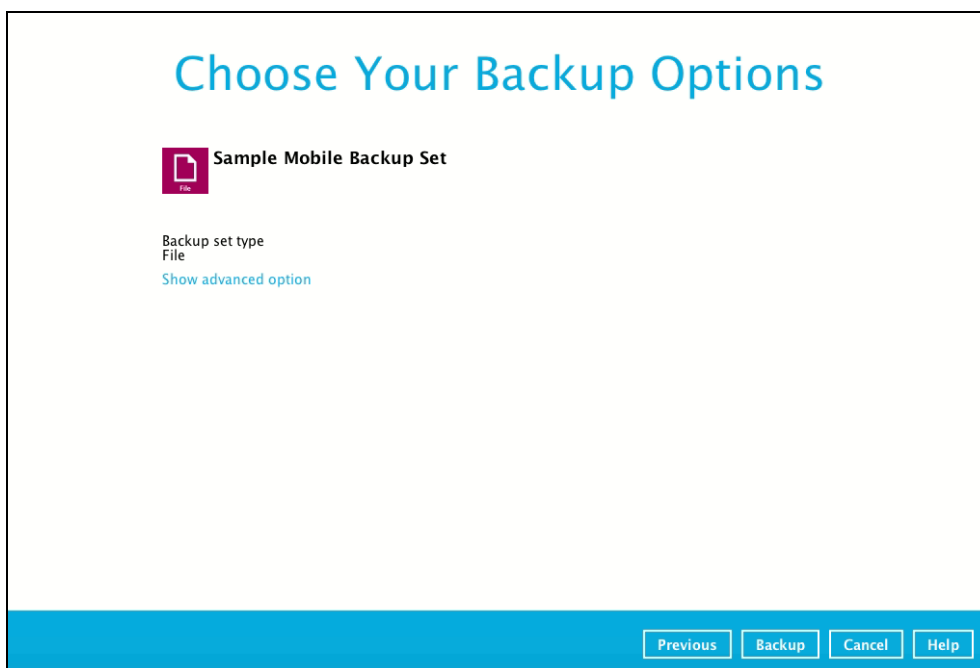 Choose Your Backup Options
Sample Mobile Backup Set
File
Backup set type
File
Show advanced option
Previous Backup Cancel Help